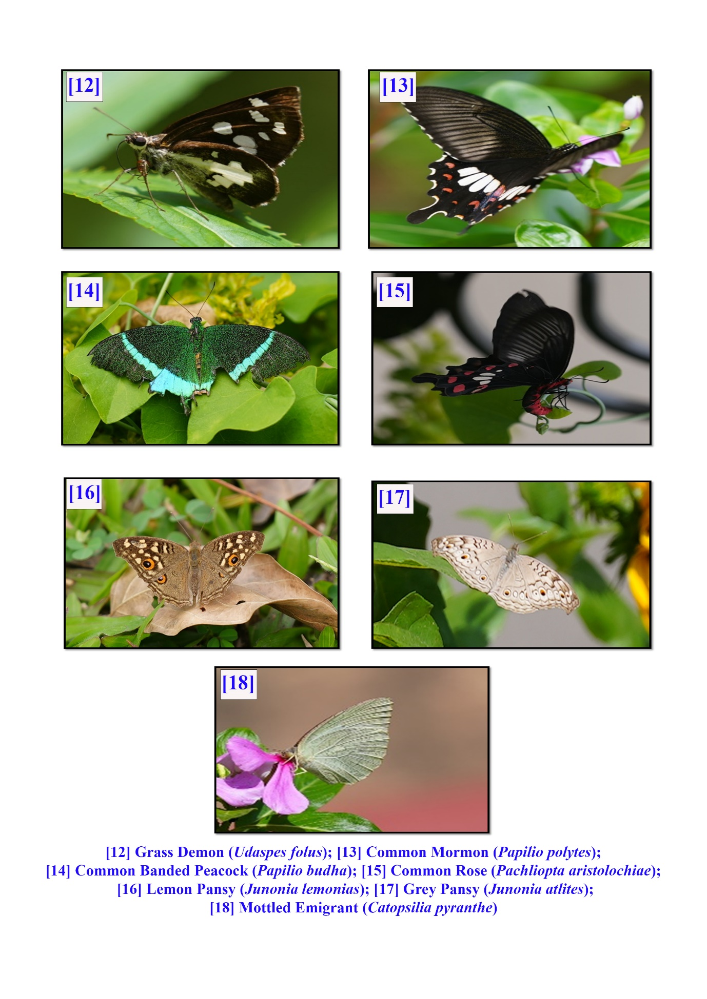 [12]
[13]
[14]
[15]
[16]
[17]
[18]
[12] Grass Demon (Udaspes folus); [13] Common Mormon (Papilio polytes);
[14] Common Banded Peacock (Papilio budha); [15] Common Rose (Pachliopta aristolochiae);
[16] Lemon Pansy (Junonia lemonias); [17] Grey Pansy (Junonia atlites);
[18] Mottled Emigrant (Catopsilia pyranthe)